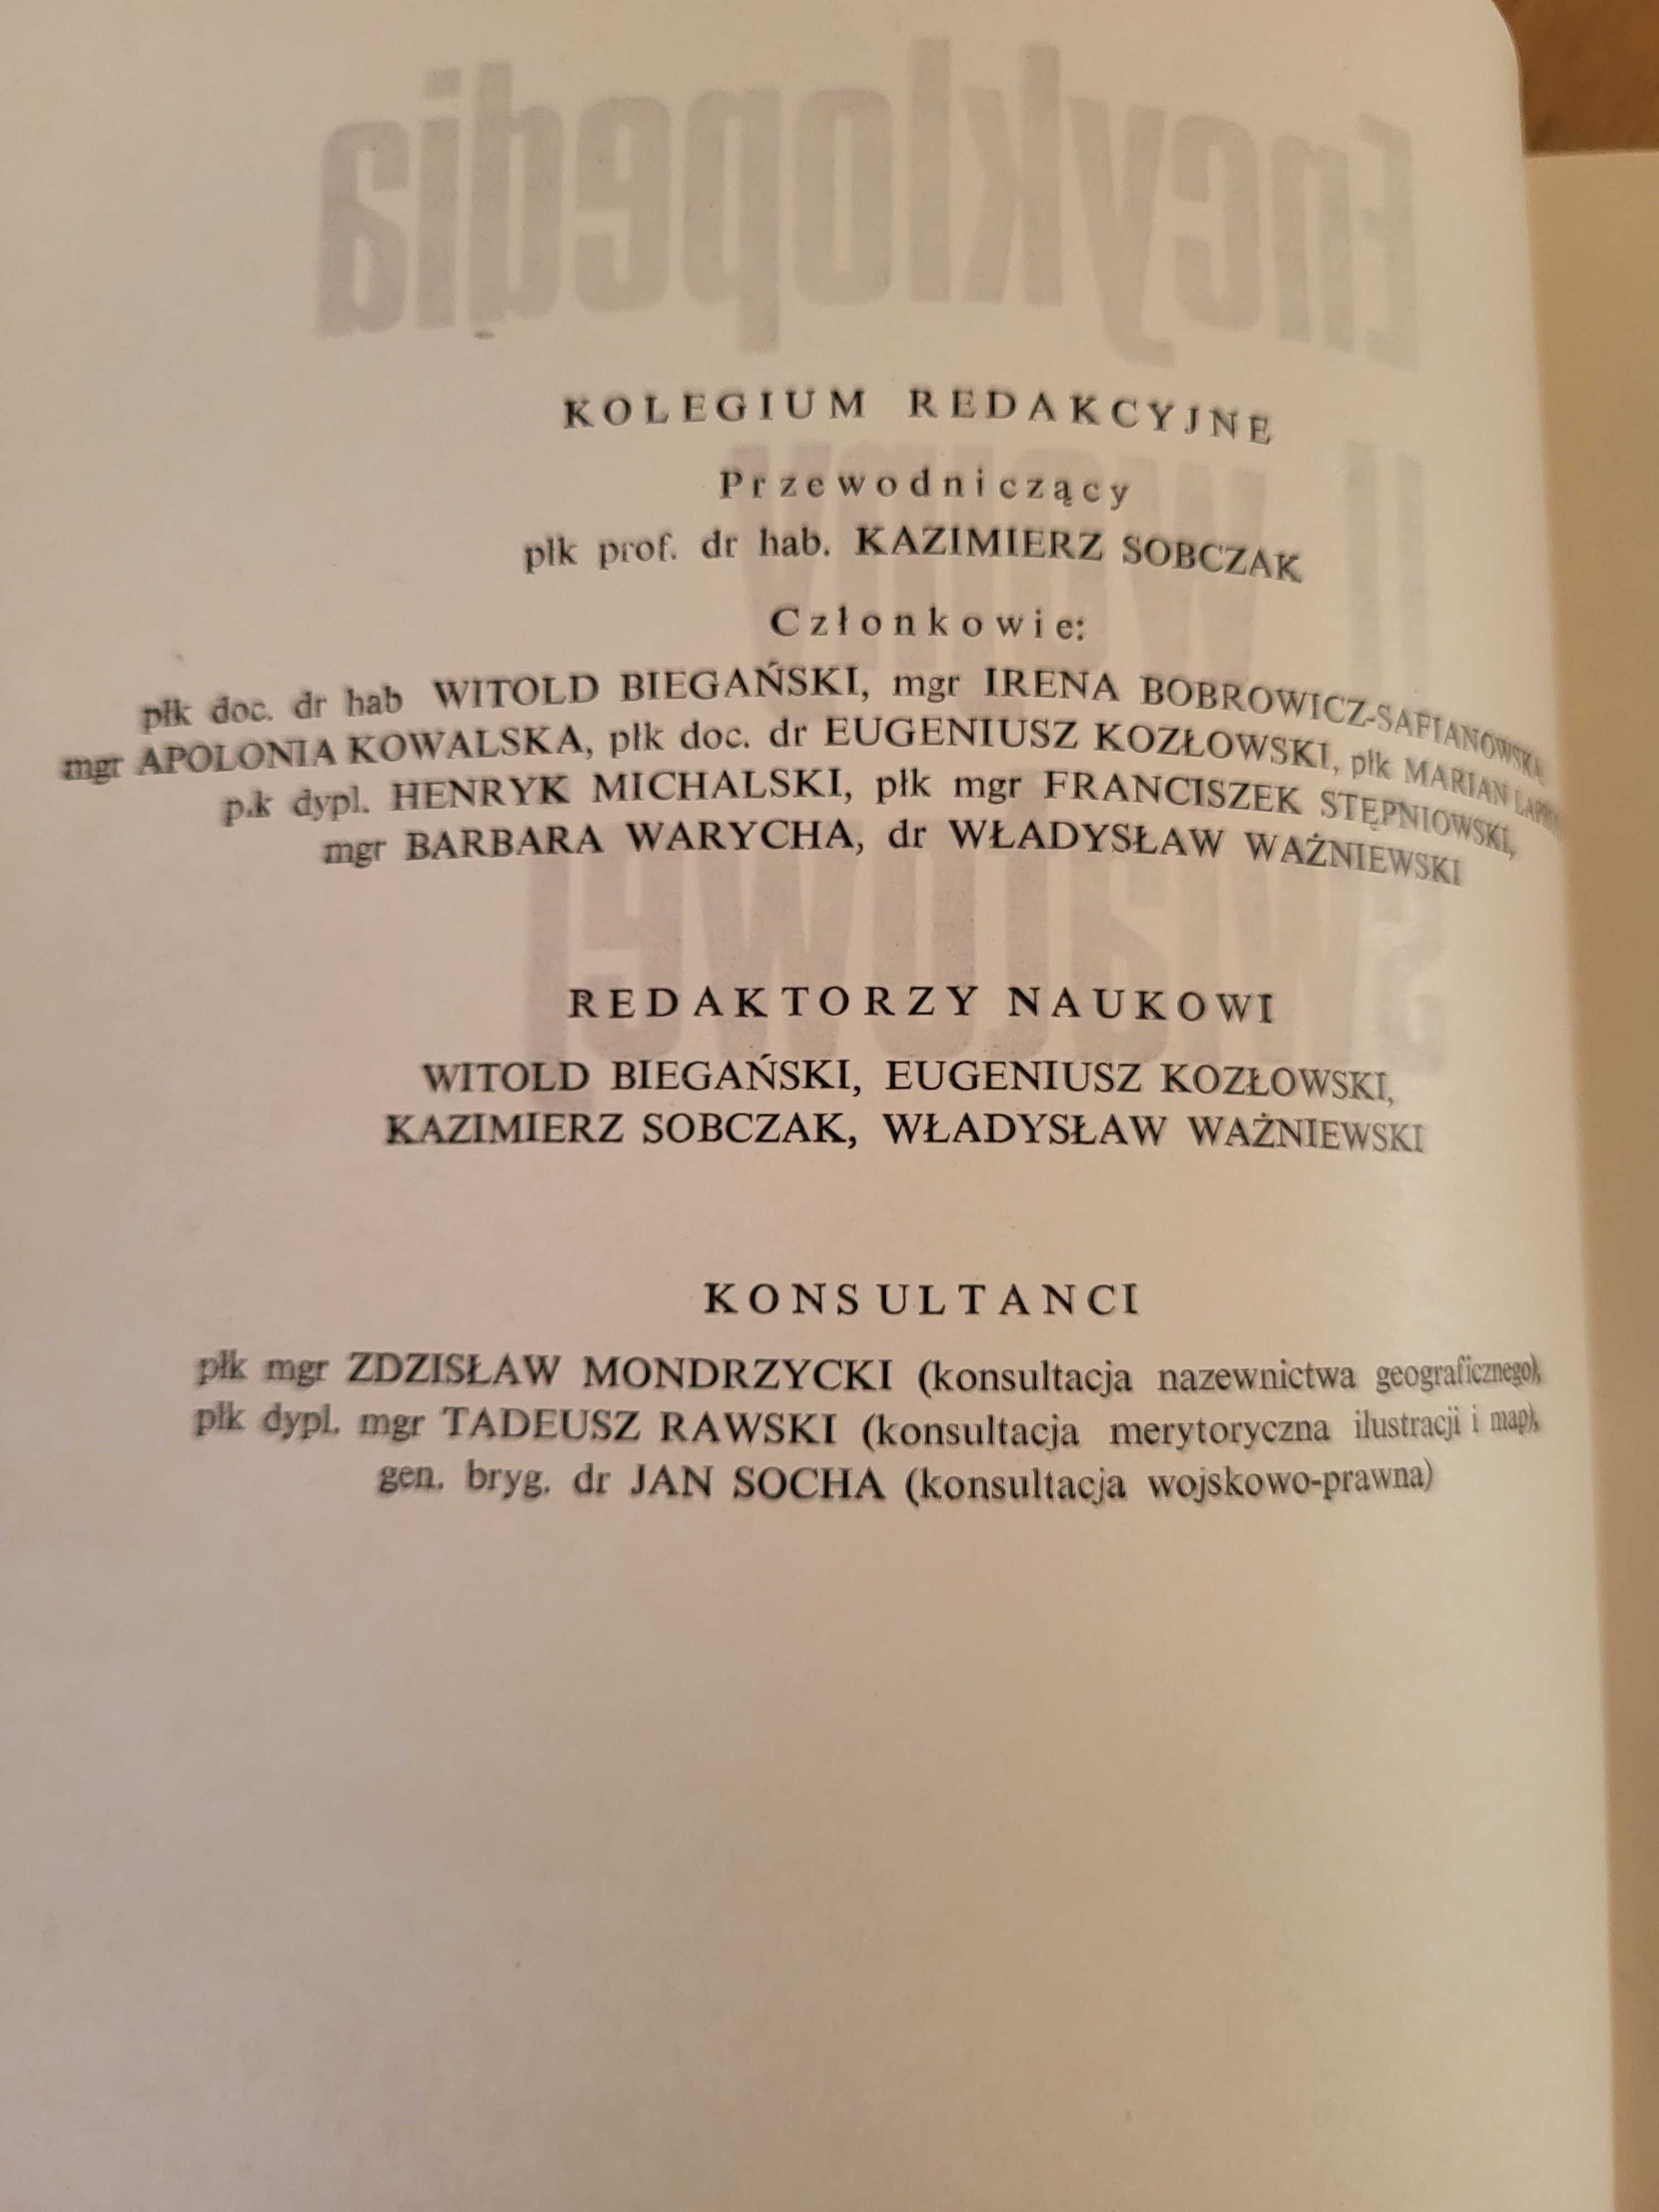 Encyklopedia
II wojny
światowej
KOLEGIUM REDAKCYJNE
Przewodniczący
płk prof. dr hab. KAZIMIERZ SOBCZAK
Członkowie:
płk doc. dr hab WITOLD BIEGAŃSKI, mgr IRENA BOBROWICZ-SAFIANOWSKA,
mgr APOLONIA KOWALSKA, płk doc. dr EUGENIUSZ KOZŁOWSKI, płk MARIAN
p.k dypl. HENRYK MICHALSKI, płk mgr FRANCISZEK STĘPNIOWSKI,
mgr BARBARA WARYCHA, dr WŁADYSŁAW WAŻNIEWSKI
REDAKTORZY NAUKOWI
WITOLD BIEGAŃSKI, EUGENIUSZ KOZŁOWSKI,
KAZIMIERZ SOBCZAK, WŁADYSŁAW WAŻNIEWSKI
KONSULTANCI
płk mgr ZDZISŁAW MONDRZYCKI (konsultacja nazewnictwa geograficznego),
płk dypl. mgr TADEUSZ RAWSKI (konsultacja merytoryczna ilustracji i map),
gen. bryg. dr JAN SOCHA (konsultacja wojskowo-prawna)